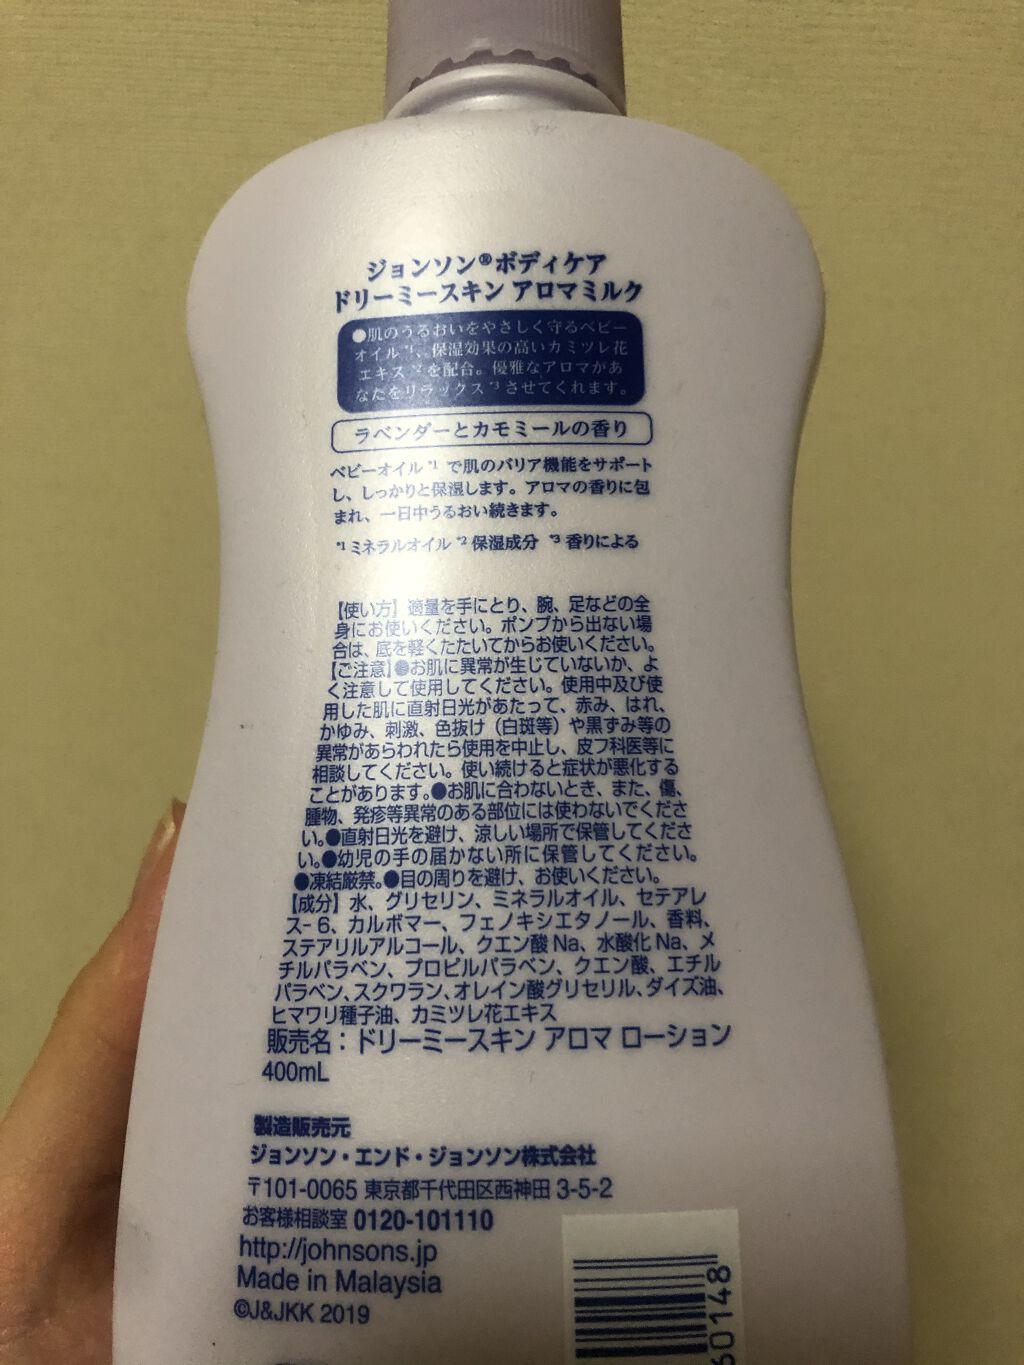 ジョンソン®ボディケア
ドリーミースキン アロマミルク
●肌のうるおいをやさしく守るベビー
オイル*1、保湿効果の高いカミツレ花
エキス*2を配合。優雅なアロマがあ
なたをリラックス*3させてくれます。
ラベンダーとカモミールの香り
ベビーオイル*1で肌のバリア機能をサポート
し、しっかりと保湿します。アロマの香りに包
まれ、一日中うるおい続きます。
*1ミネラルオイル *2保湿成分 *3香りによる
【使い方】適量を手にとり、腕、足などの全
身にお使いください。ポンプから出ない場
合は、底を軽くたたいてからお使いください。
【ご注意】●お肌に異常が生じていないか、よ
く注意して使用してください。使用中及び使
用した肌に直射日光があたって、赤み、はれ、
かゆみ、刺激、色抜け（白斑等）や黒ずみ等の
異常があらわれたら使用を中止し、皮フ科医等に
相談してください。使い続けると症状が悪化する
ことがあります。●お肌に合わないとき、また、傷、
腫物、発疹等異常のある部位には使わないでくださ
い。●直射日光を避け、涼しい場所で保管してくださ
い。●幼児の手の届かない所に保管してください。
●凍結厳禁。●目の周りを避け、お使いください。
【成分】水、グリセリン、ミネラルオイル、セテアレ
ス-6、カルボマー、フェノキシエタノール、香料、
ステアリルアルコール、クエン酸Na、水酸化Na、メ
チルパラベン、プロピルパラベン、クエン酸、エチル
パラベン、スクワラン、オレイン酸グリセリル、ダイズ油、
ヒマワリ種子油、カミツレ花エキス
販売名：ドリーミースキン アロマ ローション
400mL
製造販売元
ジョンソン・エンド・ジョンソン株式会社
〒101-0065 東京都千代田区西神田 3-5-2
お客様相談室 0120-101110
http://johnsons.jp
Made in Malaysia
©J&JKK 2019
60148